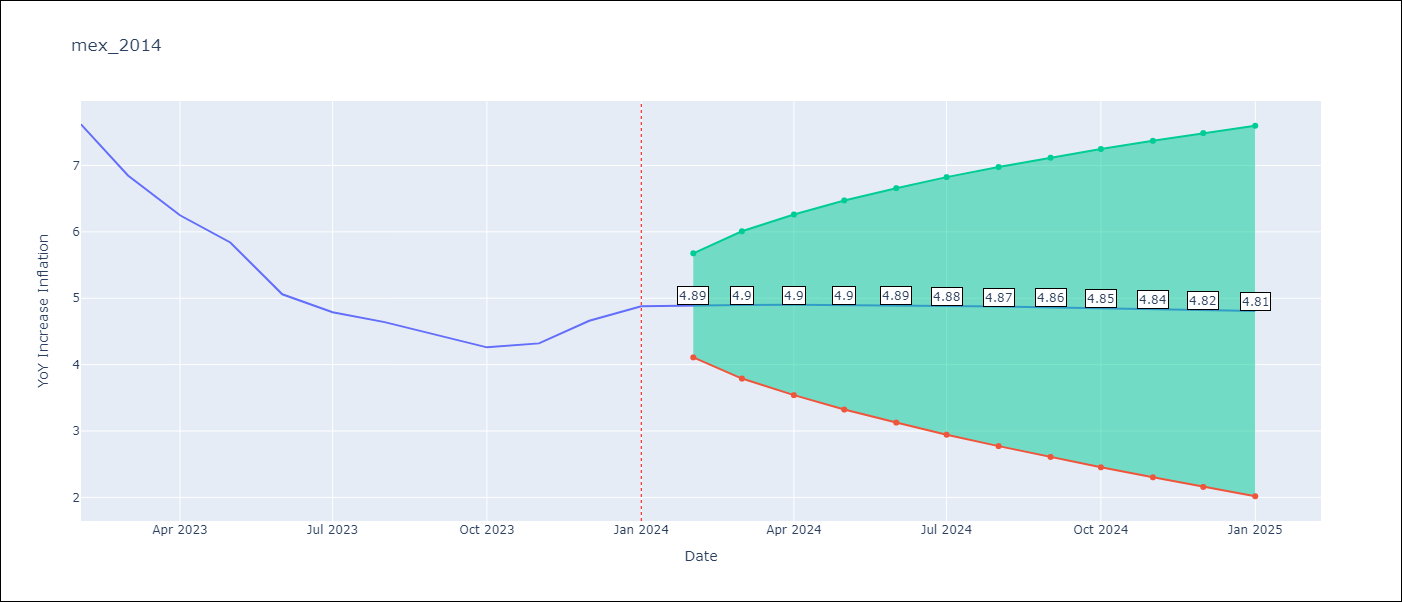 mex_2014
YoY Increase Inflation
7
6
5
4
3
2
4.89
4.9
4.9
4.9
4.89
4.88
4.87
4.86
4.85
4.84
4.82
4.81
Apr 2023
Jul 2023
Oct 2023
Jan 2024
Apr 2024
Jul 2024
Oct 2024
Jan 2025
Date